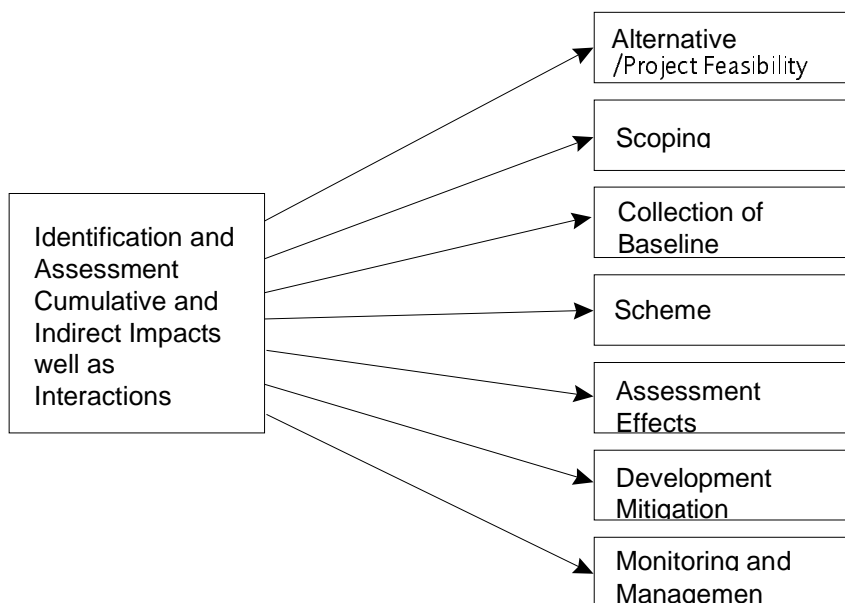 Identification and
Assessment
Cumulative and
Indirect Impacts
well as
Interactions
Alternative
/Project Feasibility
Scoping
Collection of
Baseline
Scheme
Assessment
Effects
Development
Mitigation
Monitoring and
Managemen